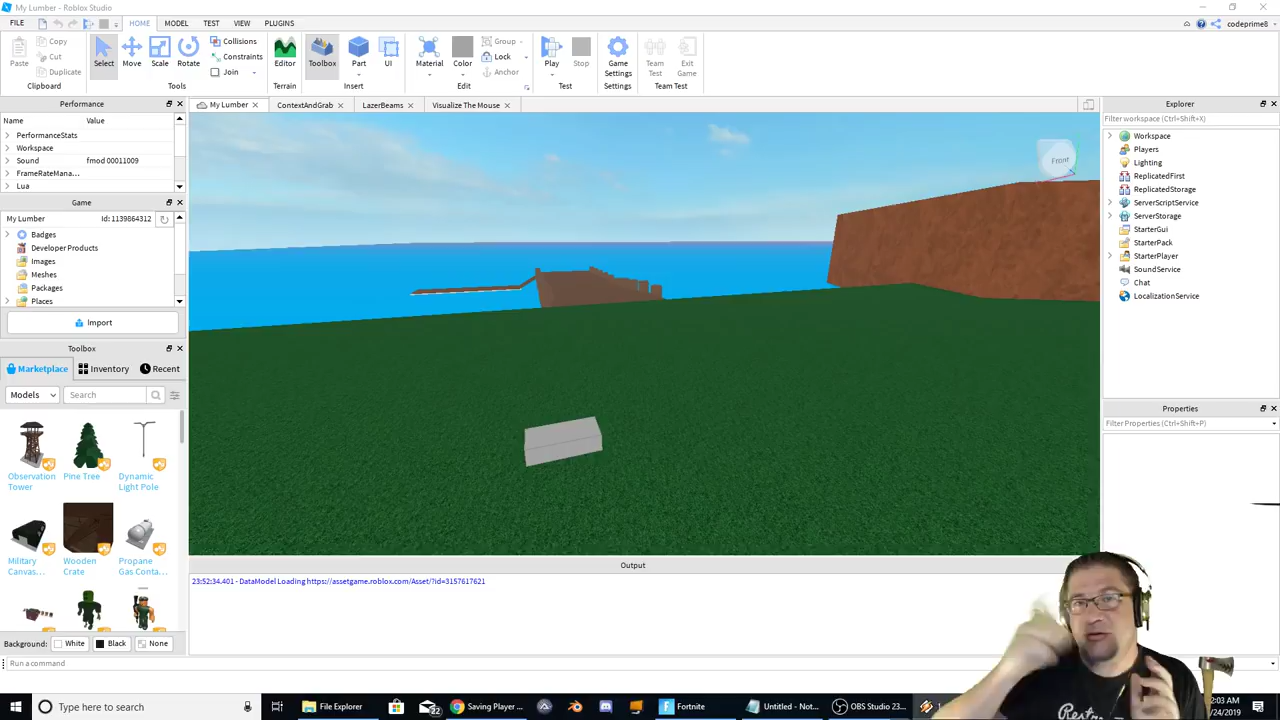 My Lumber - Roblox Studio
FILE HOME MODEL TEST VIEW PLUGINS codeprime8
Paste Copy Cut Duplicate Select Move Scale Rotate Collisions Constraints Join Editor Toolbox Part UI Material Color Group Lock Anchor Play Stop Game Settings Team Test Exit Game
Clipboard Tools Terrain Insert Edit Test Settings Team Test
Performance
Name Value
PerformanceStats
Workspace
Sound fmod 00011009
FrameRateMana...
Lua
Game
My Lumber Id: 1139864312
Badges
Developer Products
Images
Meshes
Packages
Places
Import
Toolbox
Marketplace Inventory Recent
Models Search
Observation Tower
Pine Tree
Dynamic Light Pole
Military Canvas...
Wooden Crate
Propane Gas Conta...
Background: White Black None
My Lumber ContextAndGrab LazerBeams Visualize The Mouse
Front
Output
23:52:34.401 - DataModel Loading https://assetgame.roblox.com/Asset/?id=3157617621
Explorer
Filter workspace (Ctrl+Shift+X)
Workspace
Players
Lighting
ReplicatedFirst
ReplicatedStorage
ServerScriptService
ServerStorage
StarterGui
StarterPack
StarterPlayer
SoundService
Chat
LocalizationService
Properties
Filter Properties (Ctrl+Shift+P)
Run a command
Type here to search File Explorer 22 Saving Player ... Fortnite Untitled - Not... OBS Studio 23...